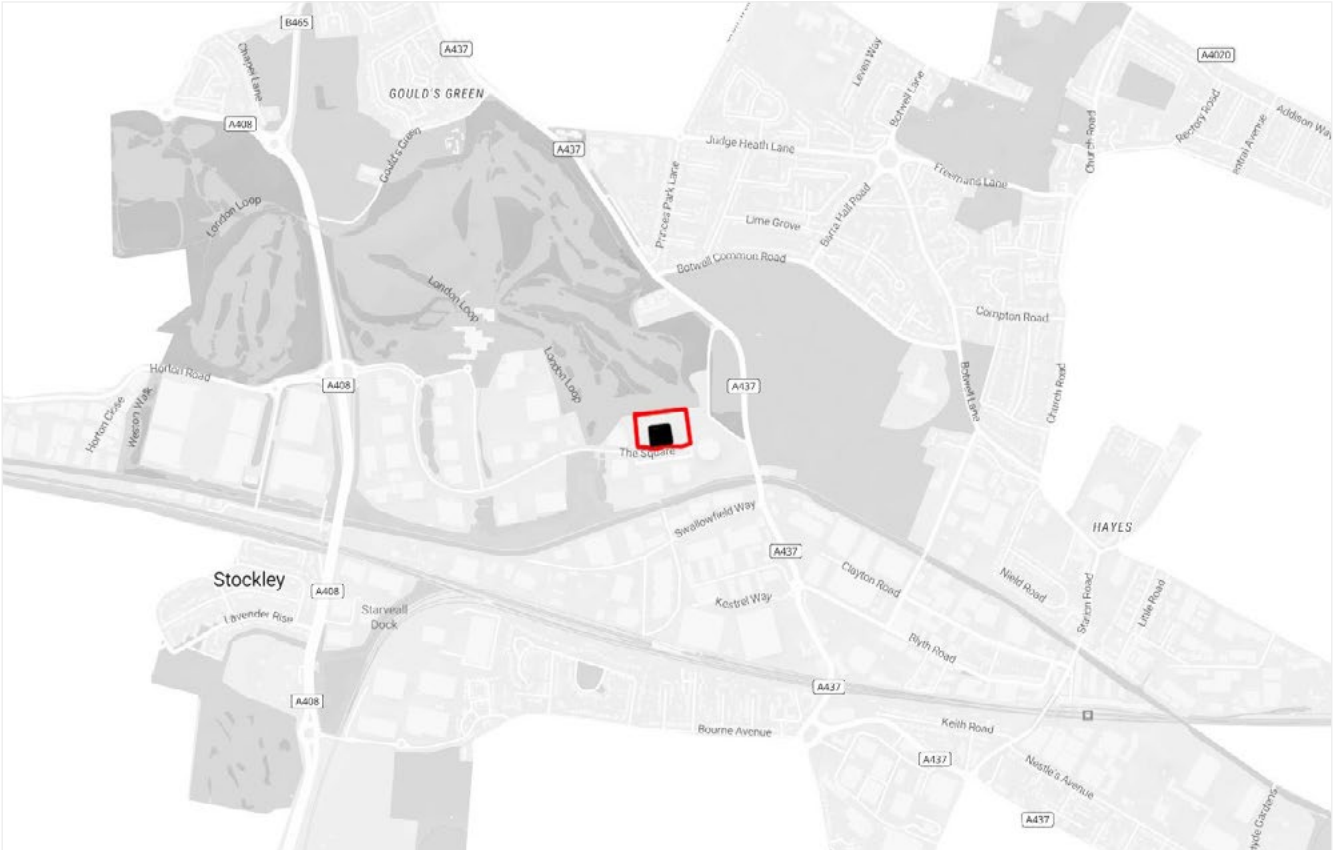 B465
A437
A4020
Chapel Lane
Leven Way
Botwell Lane
GOULD'S GREEN
Addison Way
Rectory Road
A408
Church Road
Gould's Green
A437
Judge Heath Lane
Freemans Lane
Princes Park Lane
London Loop
Lime Grove
Barra Hall Road
Botwell Common Road
London Loop
Compton Road
London Loop
Horton Road
A408
A437
Botwell Lane
Church Road
Horton Close
Weston Walk
The Square
Swallowfield Way
HAYES
A437
Stockley
Clayton Road
Nield Road
A408
Kestrel Way
Station Road
Little Road
Lavender Rise
Starveall
Dock
Blyth Road
A437
A408
Bourne Avenue
Keith Road
A437
Nestle's Avenue
A437